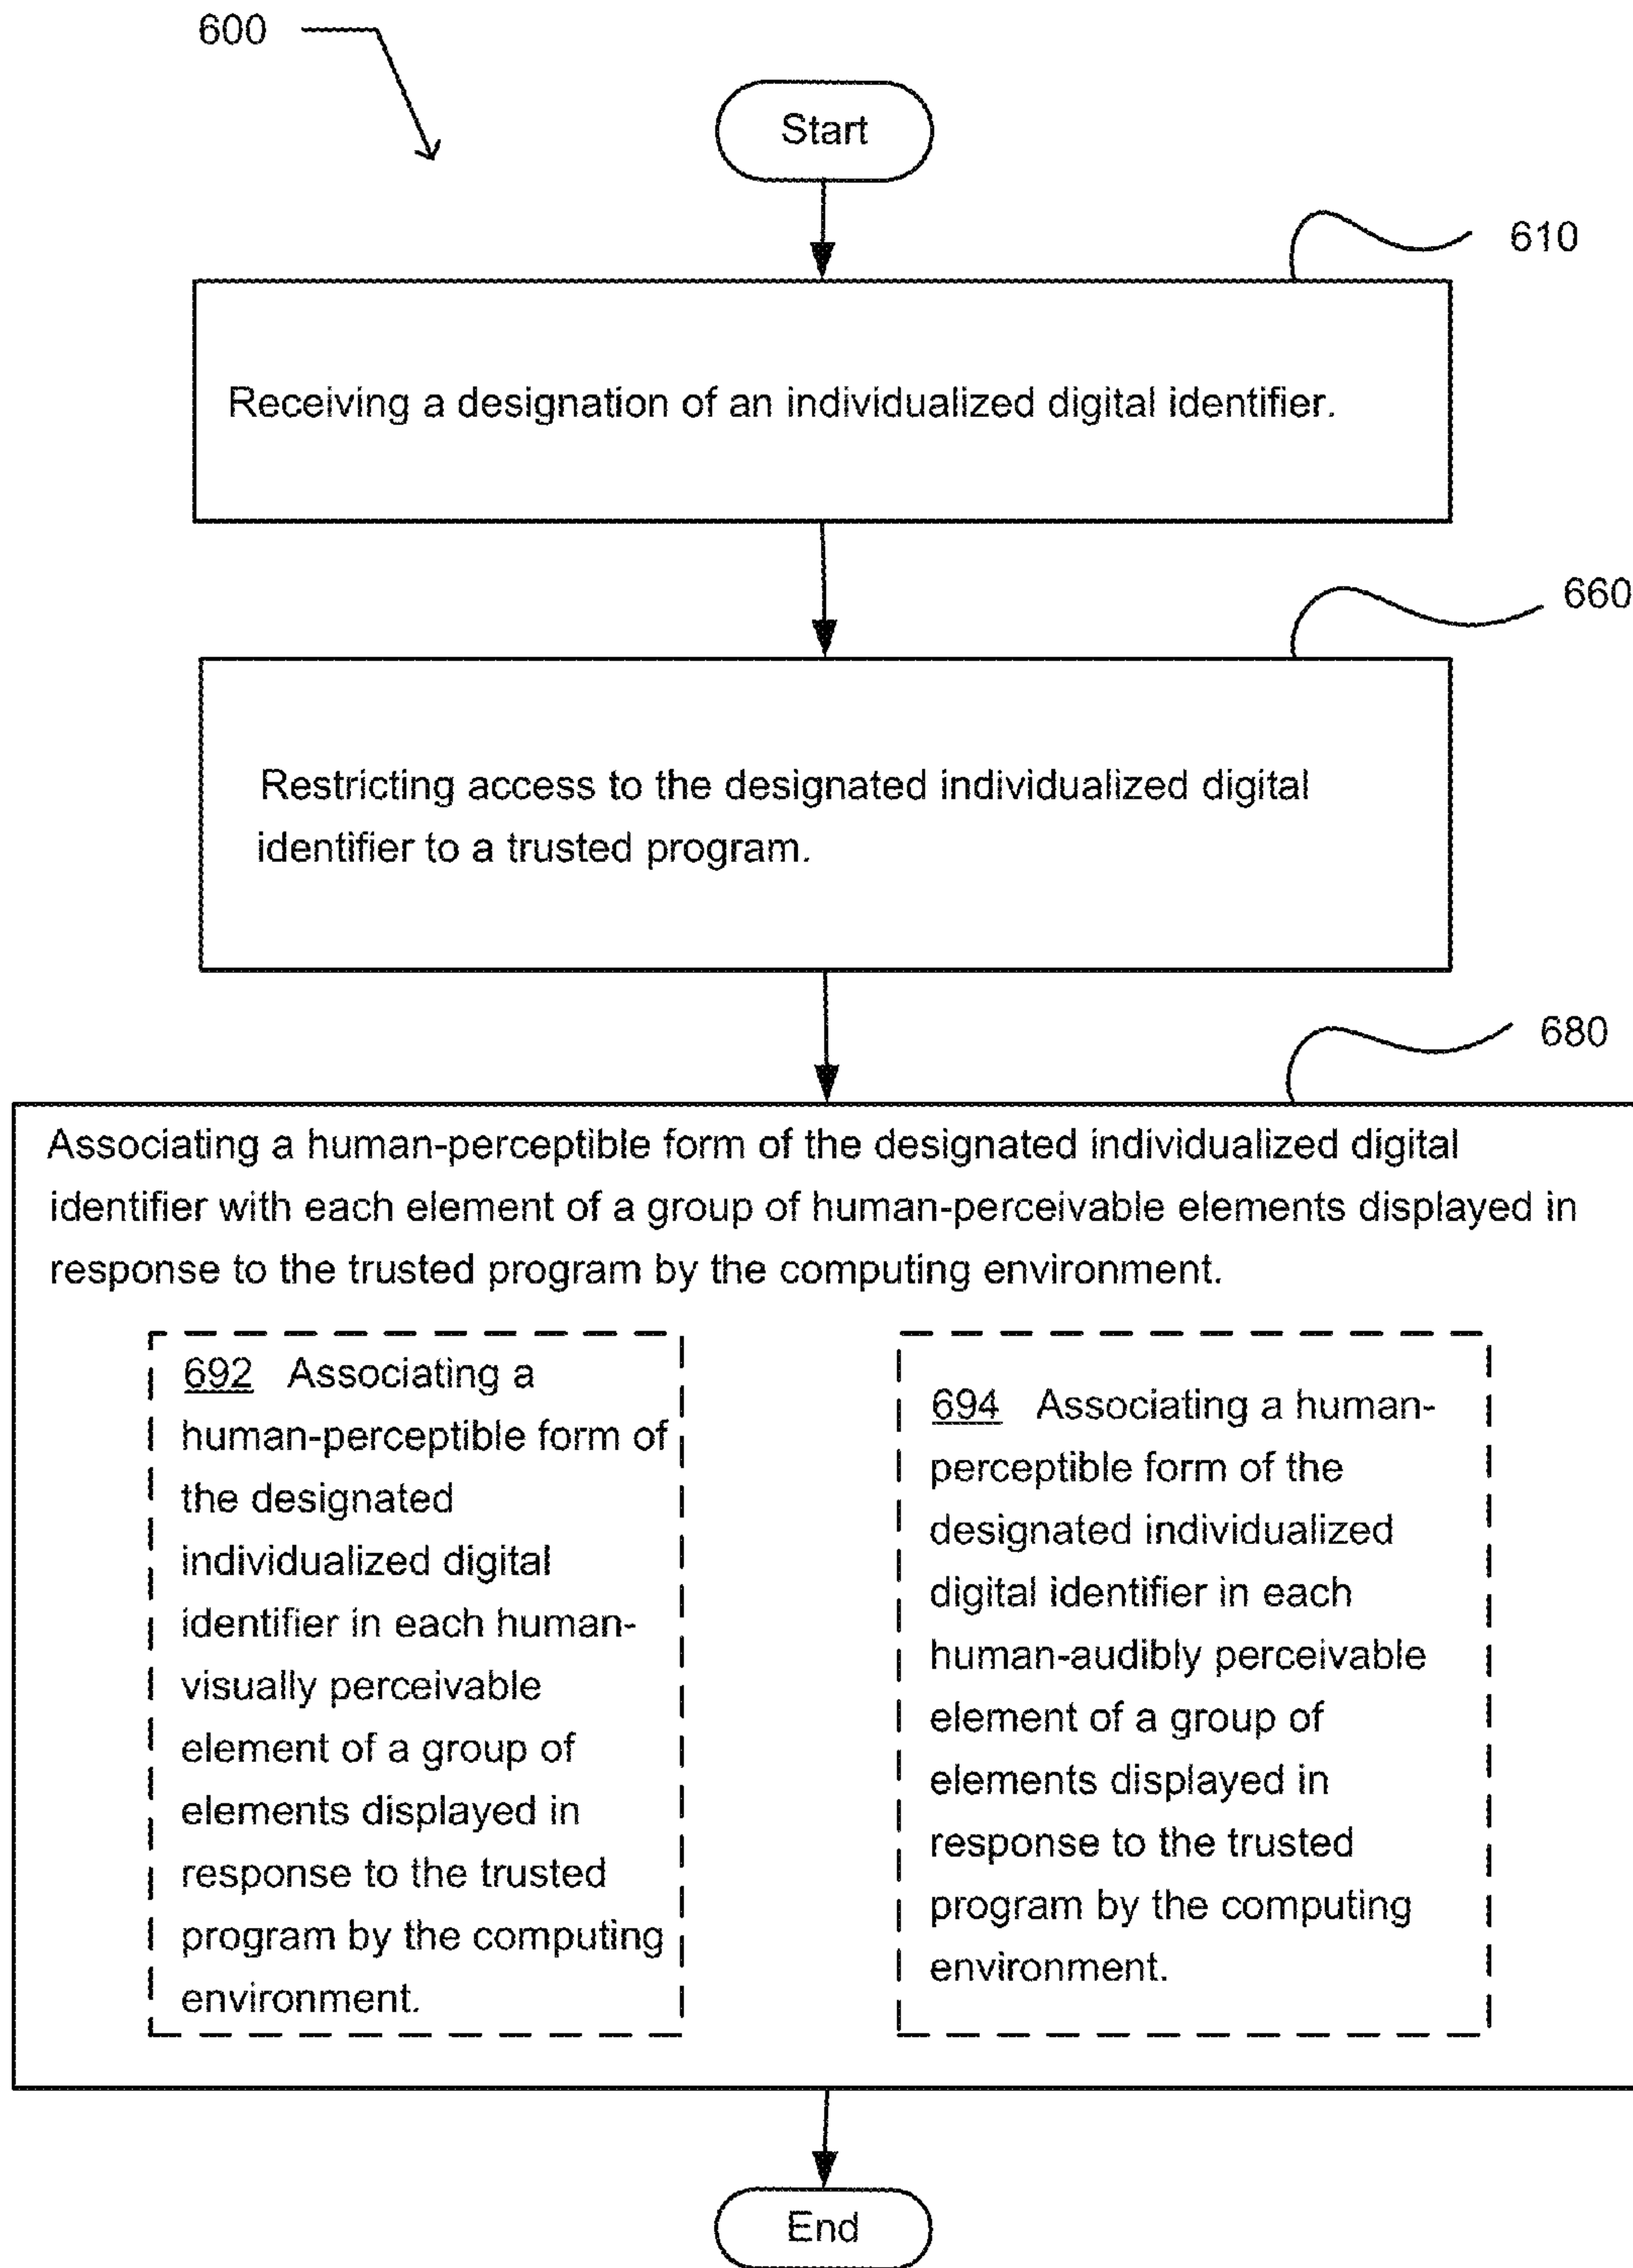 600
Start
610
Receiving a designation of an individualized digital identifier.
660
Restricting access to the designated individualized digital
identifier to a trusted program.
680
Associating a human-perceptible form of the designated individualized digital
identifier with each element of a group of human-perceivable elements displayed in
response to the trusted program by the computing environment.
692 Associating a
human-perceptible form of
the designated
individualized digital
identifier in each human-
visually perceivable
element of a group of
elements displayed in
response to the trusted
program by the computing
environment.
694 Associating a human-
perceptible form of the
designated individualized
digital identifier in each
human-audibly perceivable
element of a group of
elements displayed in
response to the trusted
program by the computing
environment.
End